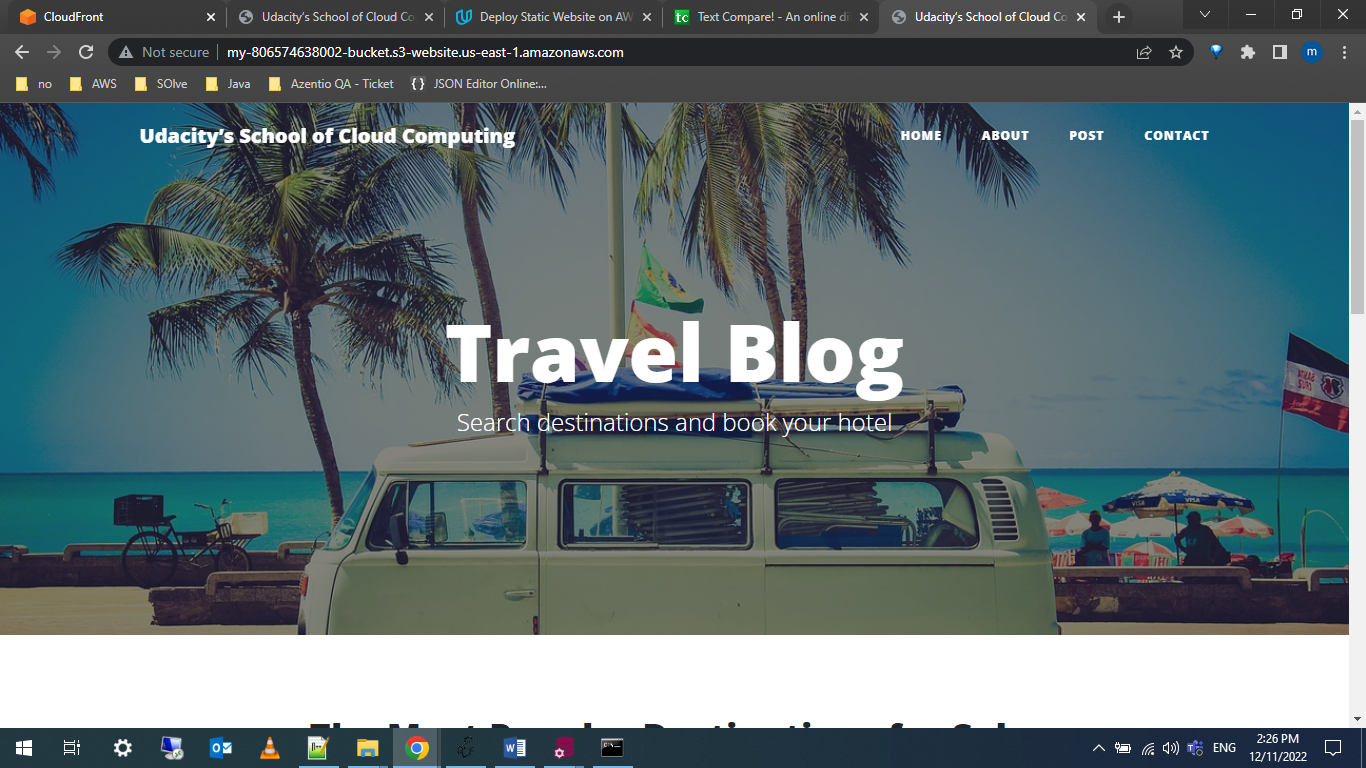 CloudFront
Udacity's School of Cloud Co
Deploy Static Website on AW
Text Compare! - An online di
Udacity's School of Cloud Co
Not secure
my-806574638002-bucket.s3-website.us-east-1.amazonaws.com
m
no
AWS
SOlve
Java
Azentio QA - Ticket
JSON Editor Online:...
Udacity's School of Cloud Computing
HOME
ABOUT
POST
CONTACT
Travel Blog
Search destinations and book your hotel
VISA
VISA
ENG
2:26 PM
12/11/2022